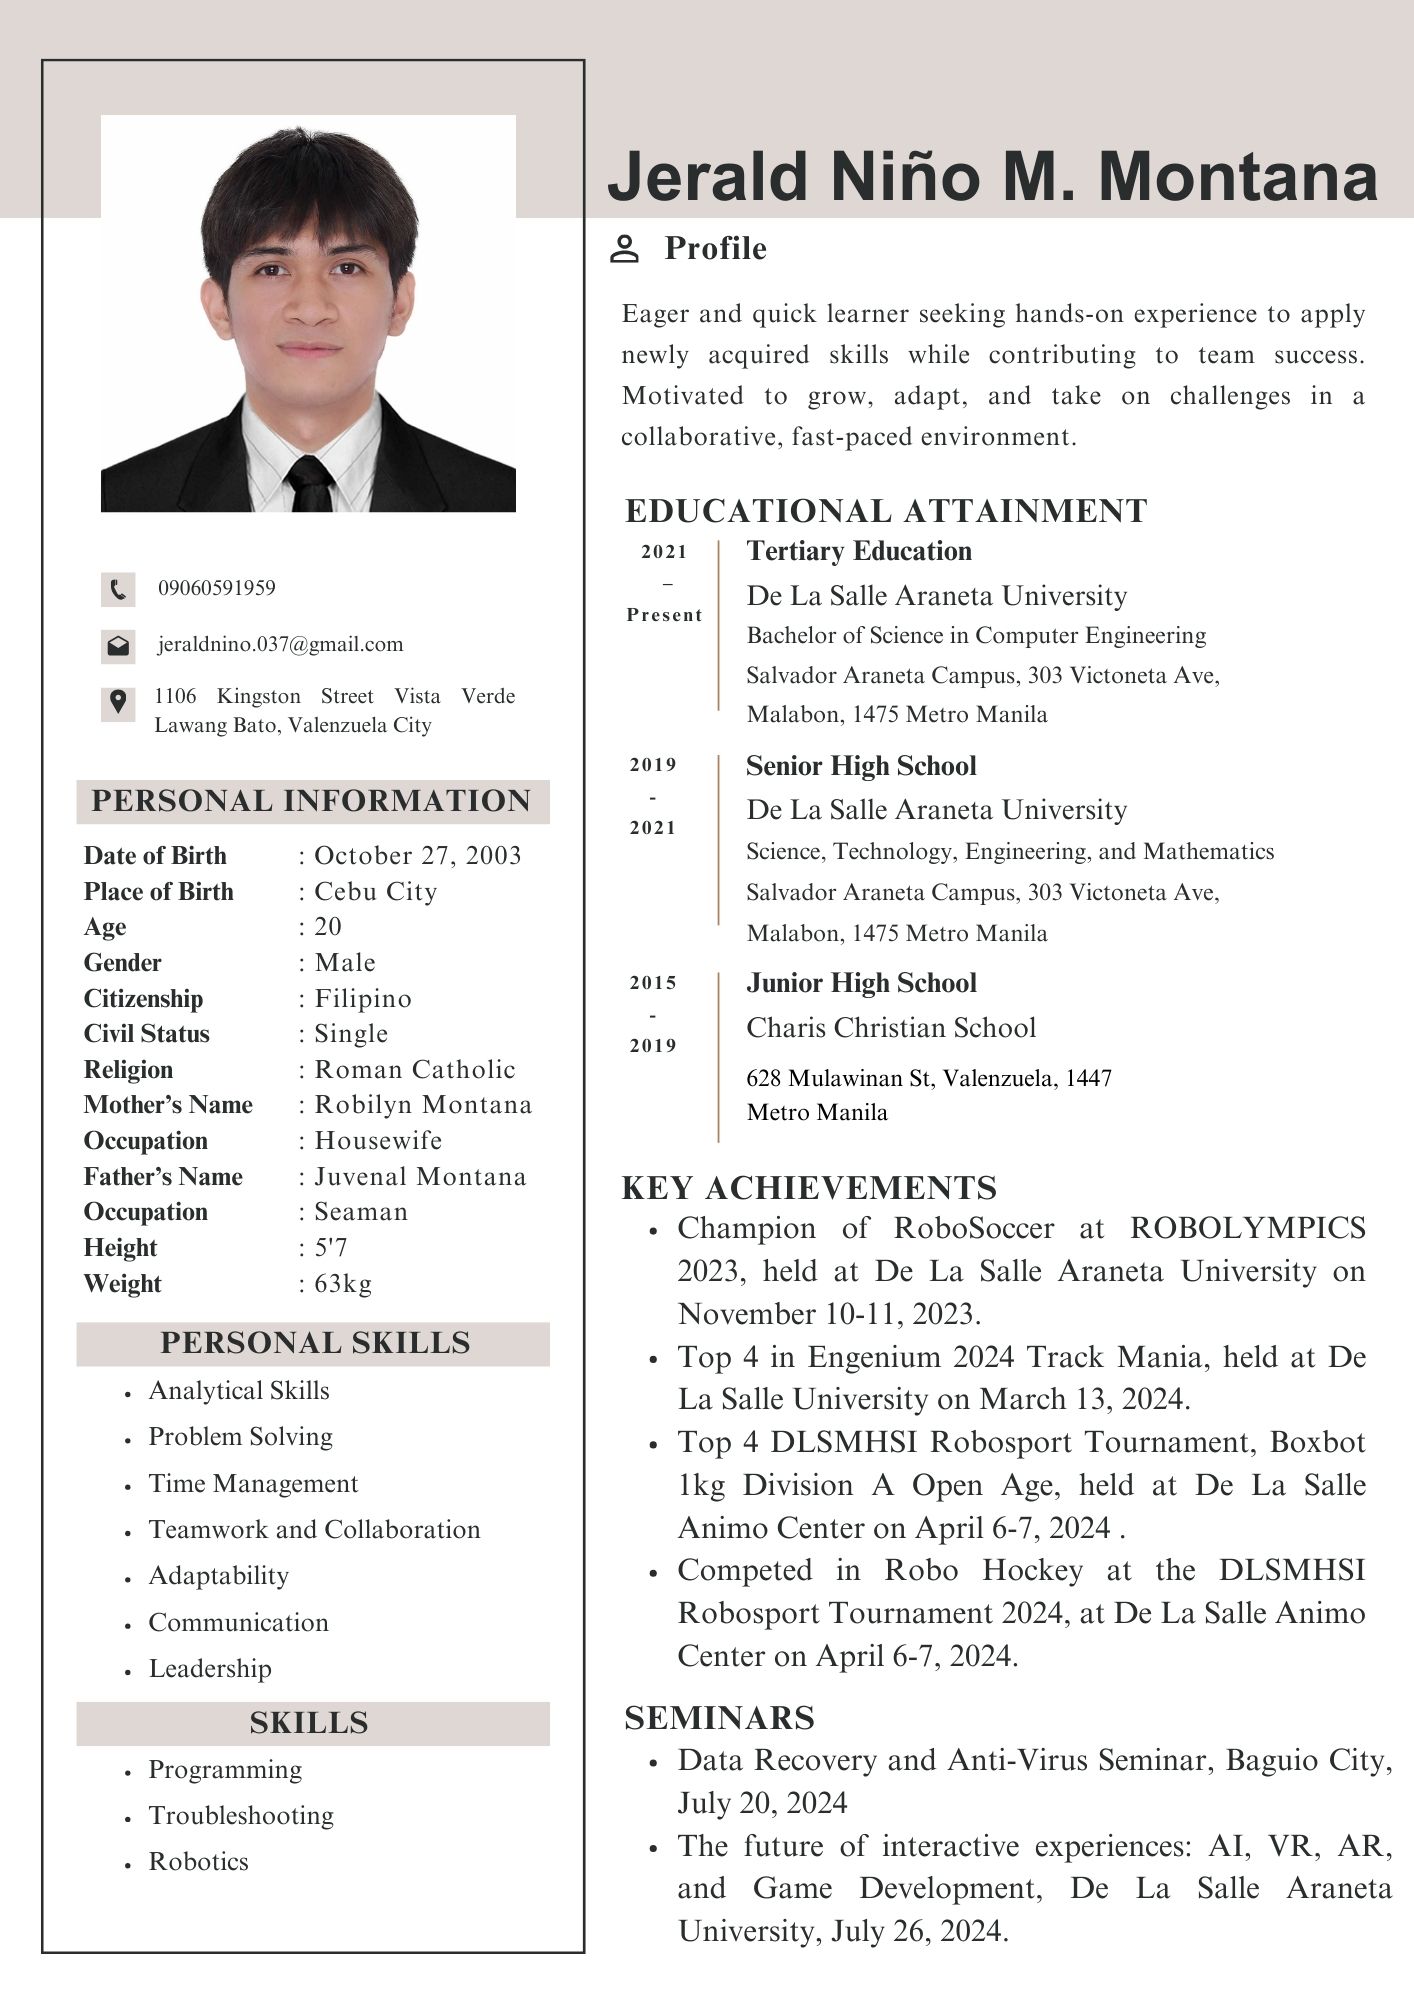 Jerald Niño M. Montana
09060591959
jeraldnino.037@gmail.com
1106 Kingston Street Vista Verde
Lawang Bato, Valenzuela City
PERSONAL INFORMATION
Date of Birth : October 27, 2003
Place of Birth : Cebu City
Age : 20
Gender : Male
Citizenship : Filipino
Civil Status : Single
Religion : Roman Catholic
Mother’s Name : Robilyn Montana
Occupation : Housewife
Father’s Name : Juvenal Montana
Occupation : Seaman
Height : 5'7
Weight : 63kg
PERSONAL SKILLS
• Analytical Skills
• Problem Solving
• Time Management
• Teamwork and Collaboration
• Adaptability
• Communication
• Leadership
SKILLS
• Programming
• Troubleshooting
• Robotics
Profile
Eager and quick learner seeking hands-on experience to apply
newly acquired skills while contributing to team success.
Motivated to grow, adapt, and take on challenges in a
collaborative, fast-paced environment.
EDUCATIONAL ATTAINMENT
2021
–
Present
Tertiary Education
De La Salle Araneta University
Bachelor of Science in Computer Engineering
Salvador Araneta Campus, 303 Victoneta Ave,
Malabon, 1475 Metro Manila
2019
-
2021
Senior High School
De La Salle Araneta University
Science, Technology, Engineering, and Mathematics
Salvador Araneta Campus, 303 Victoneta Ave,
Malabon, 1475 Metro Manila
2015
-
2019
Junior High School
Charis Christian School
628 Mulawinan St, Valenzuela, 1447
Metro Manila
KEY ACHIEVEMENTS
• Champion of RoboSoccer at ROBOLYMPICS
2023, held at De La Salle Araneta University on
November 10-11, 2023.
• Top 4 in Engenium 2024 Track Mania, held at De
La Salle University on March 13, 2024.
• Top 4 DLSMHSI Robosport Tournament, Boxbot
1kg Division A Open Age, held at De La Salle
Animo Center on April 6-7, 2024 .
• Competed in Robo Hockey at the DLSMHSI
Robosport Tournament 2024, at De La Salle Animo
Center on April 6-7, 2024.
SEMINARS
• Data Recovery and Anti-Virus Seminar, Baguio City,
July 20, 2024
• The future of interactive experiences: AI, VR, AR,
and Game Development, De La Salle Araneta
University, July 26, 2024.